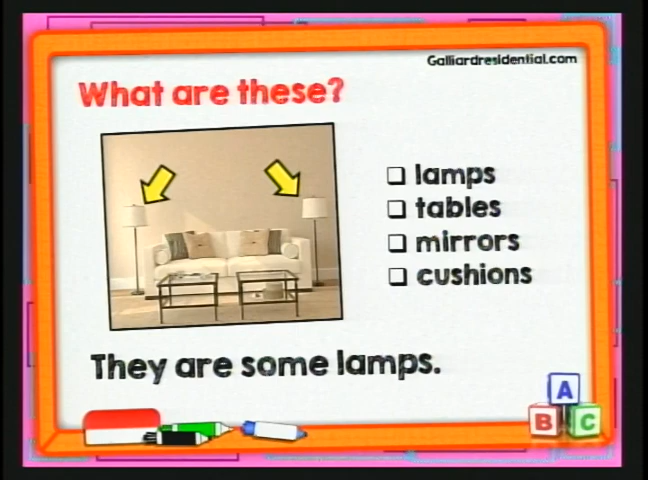 Galliardresidential.com
What are these?
lamps
tables
mirrors
cushions
They are some lamps.
A
B C